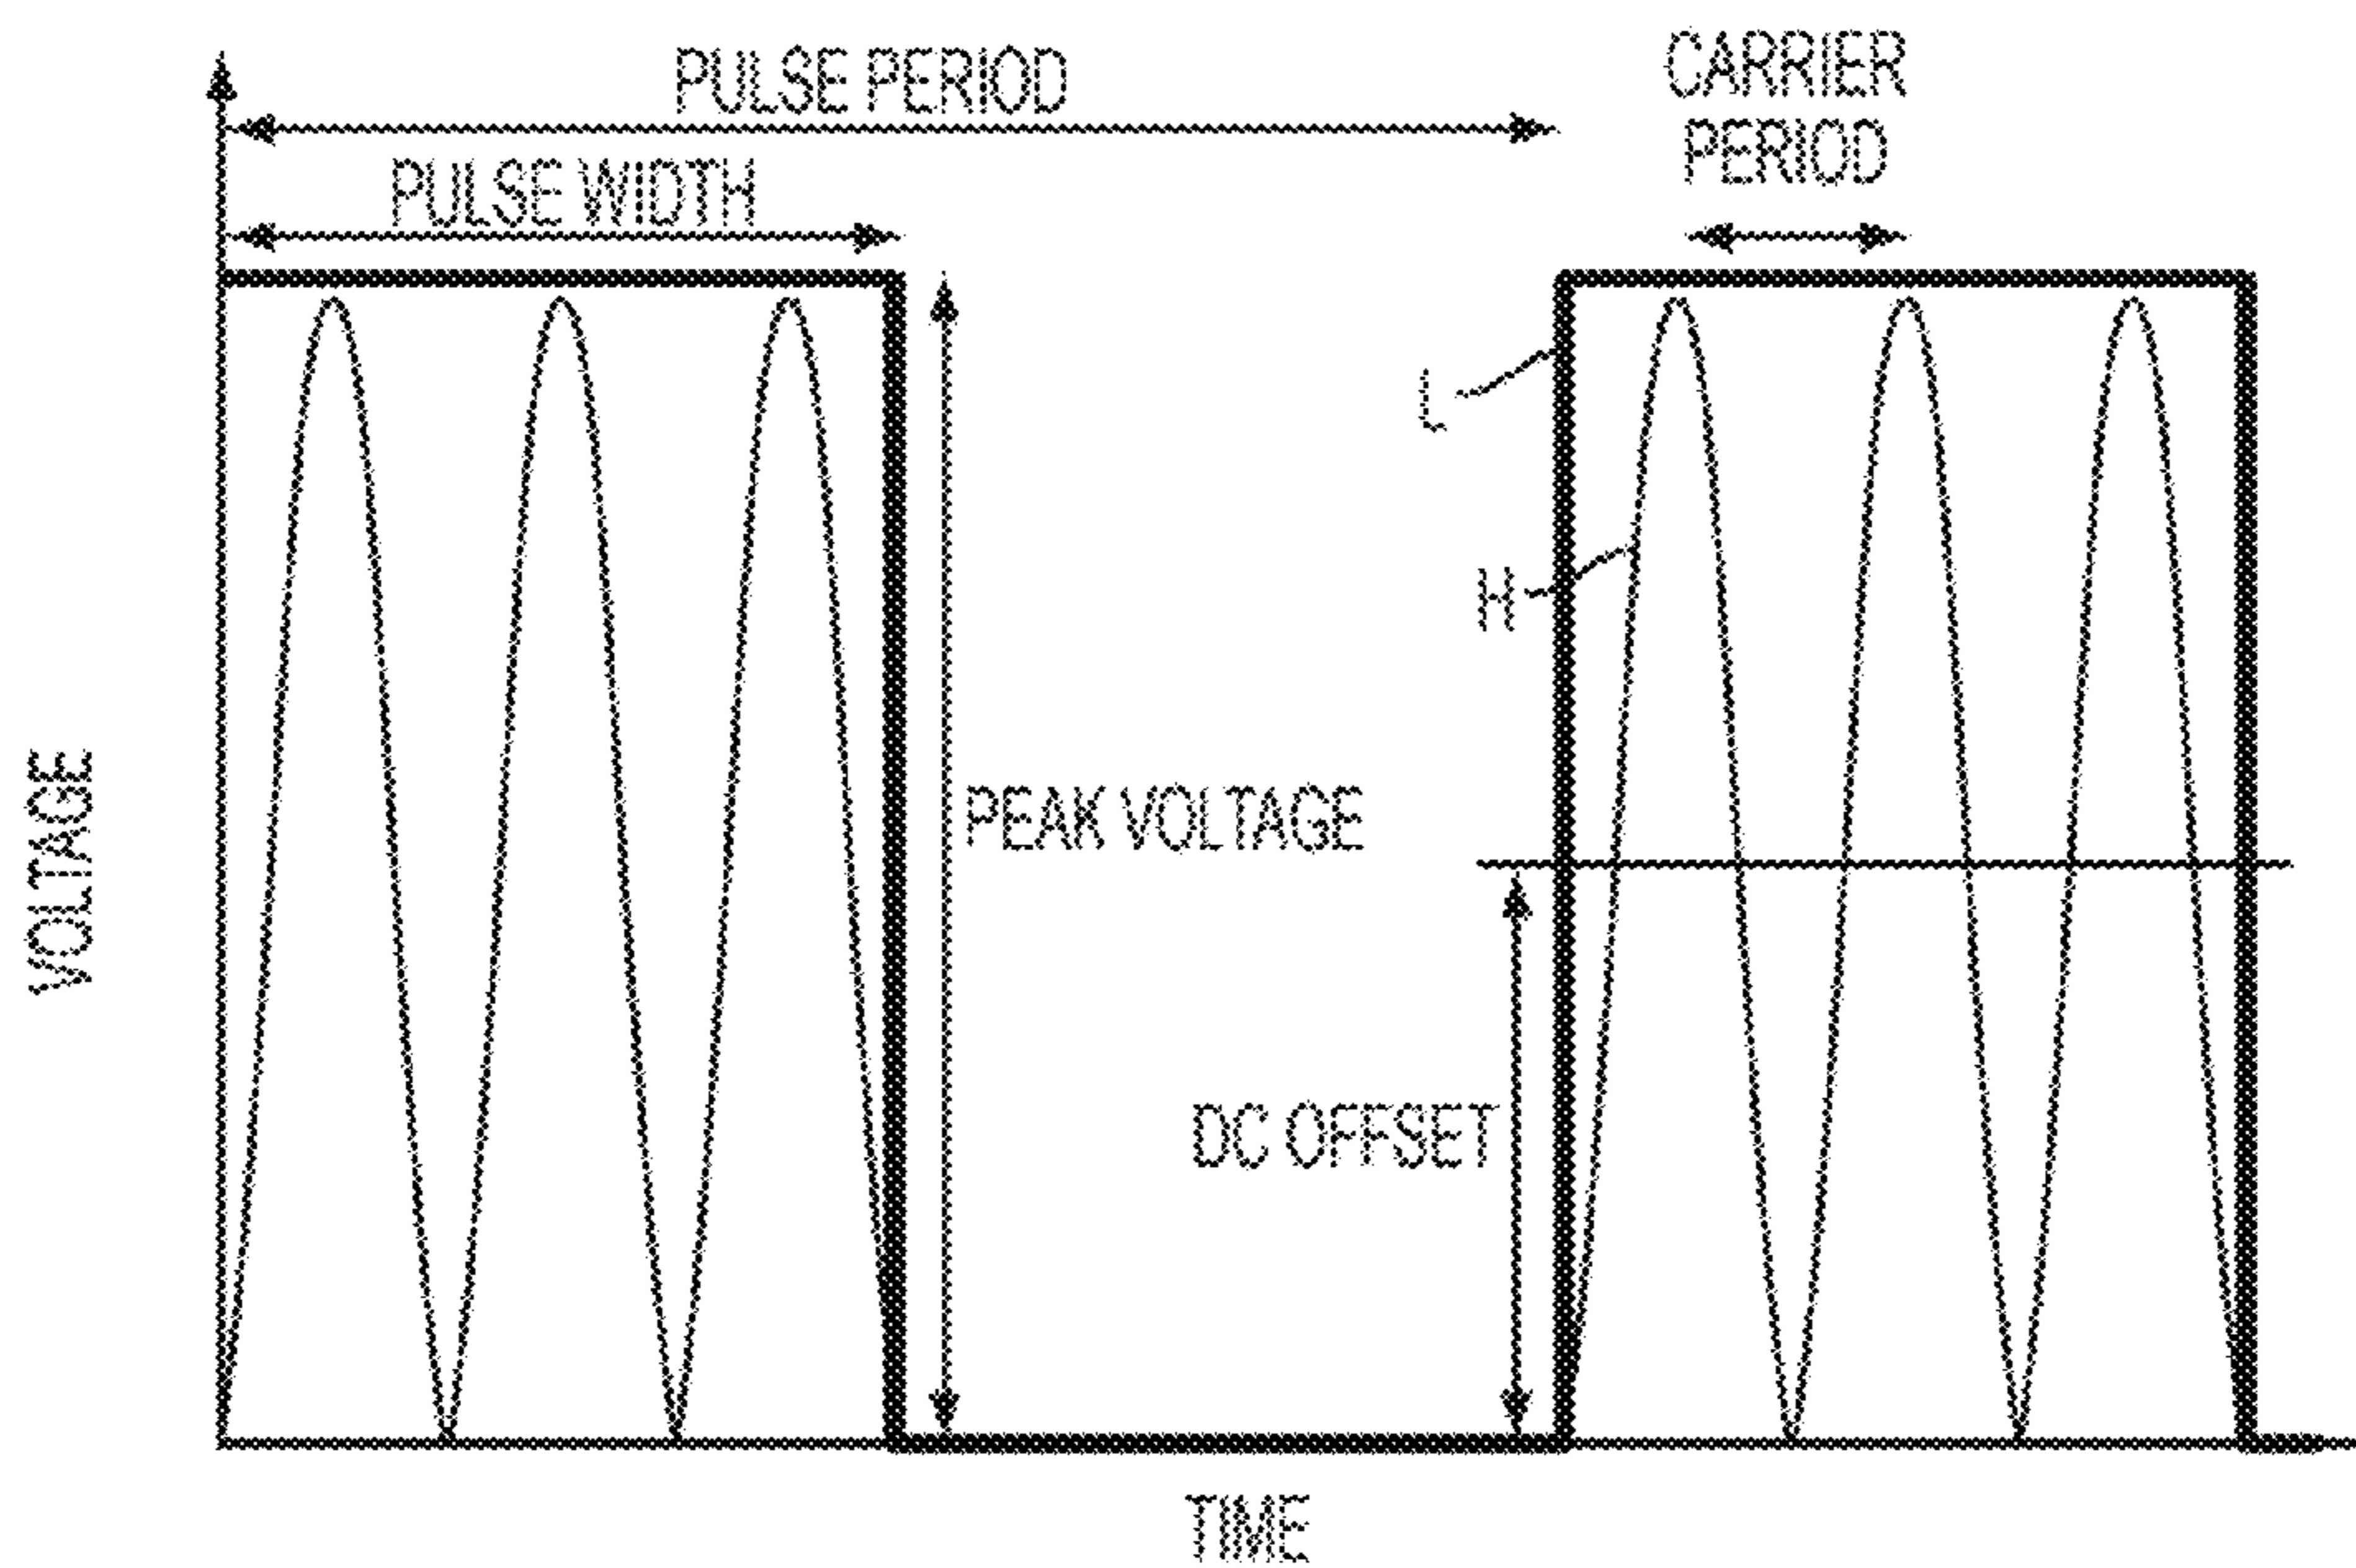 PULSE PERIOD
CARRIER
PERIOD
PULSE WIDTH
L
H
VOLTAGE
PEAK VOLTAGE
DC OFFSET
TIME